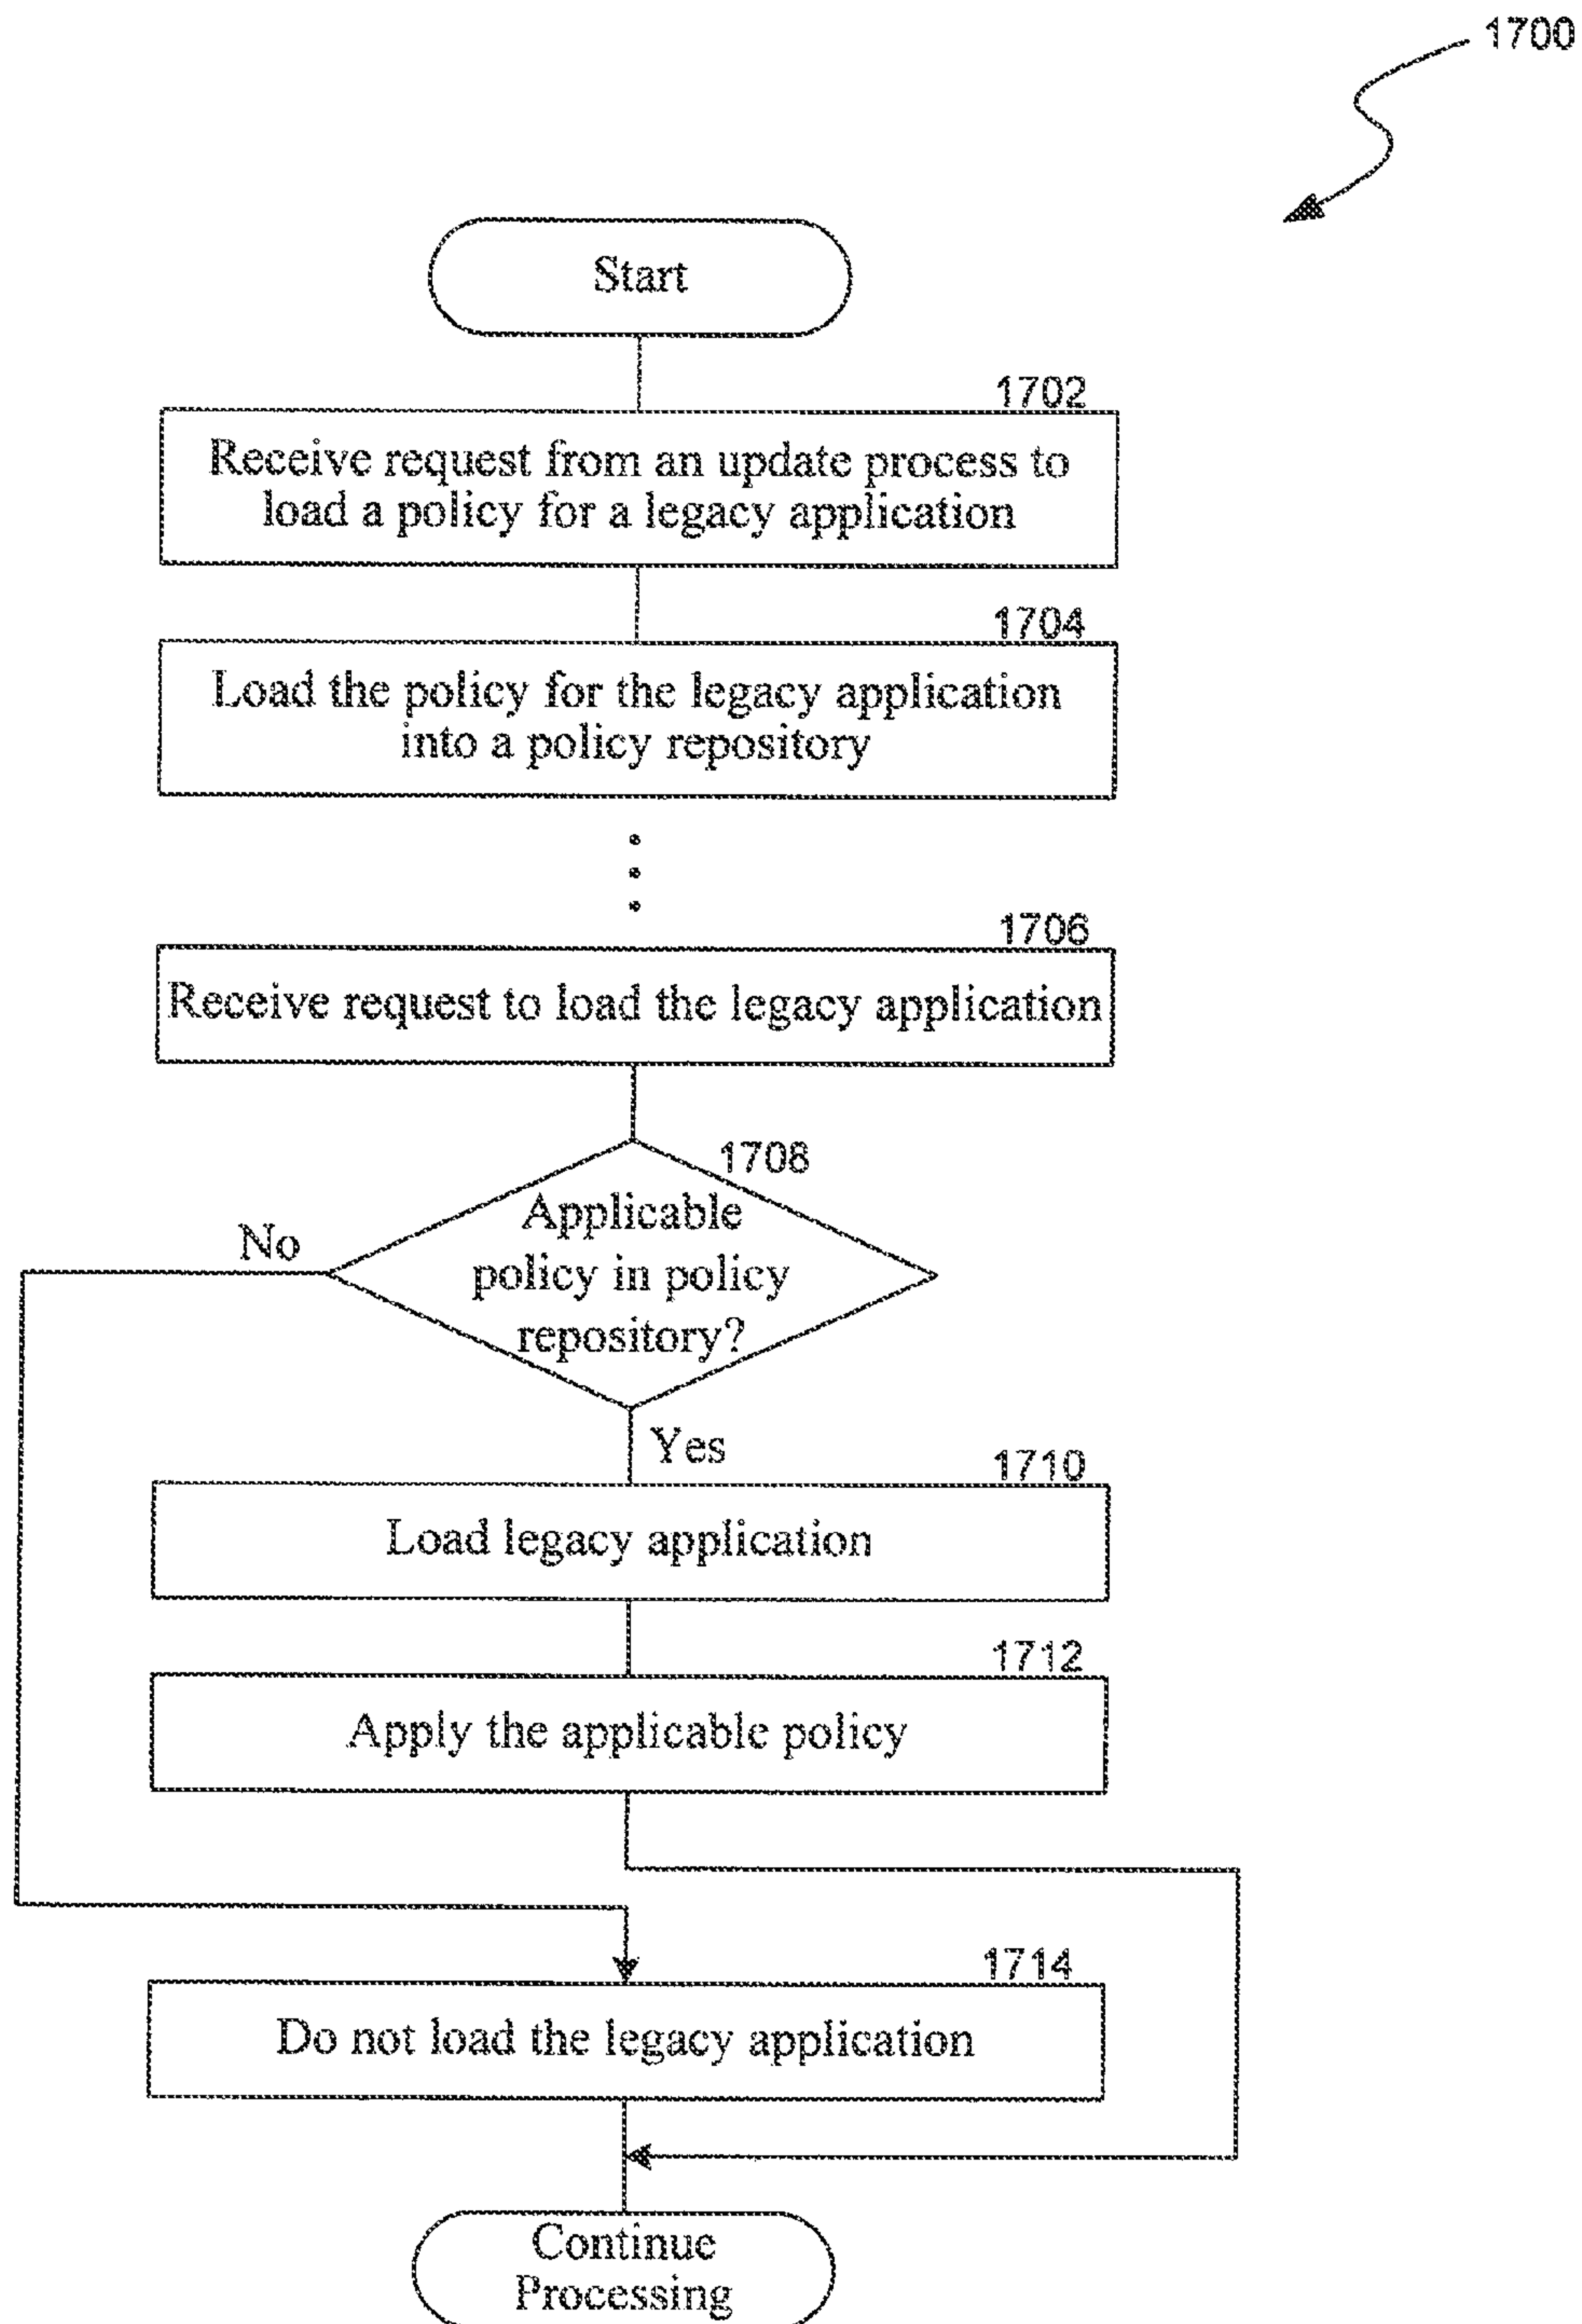 1700
Start
1702
Receive request from an update process to
load a policy for a legacy application
1704
Load the policy for the legacy application
into a policy repository
1706
Receive request to load the legacy application
1708
Applicable
policy in policy
repository?
No
Yes
1710
Load legacy application
1712
Apply the applicable policy
1714
Do not load the legacy application
Continue
Processing